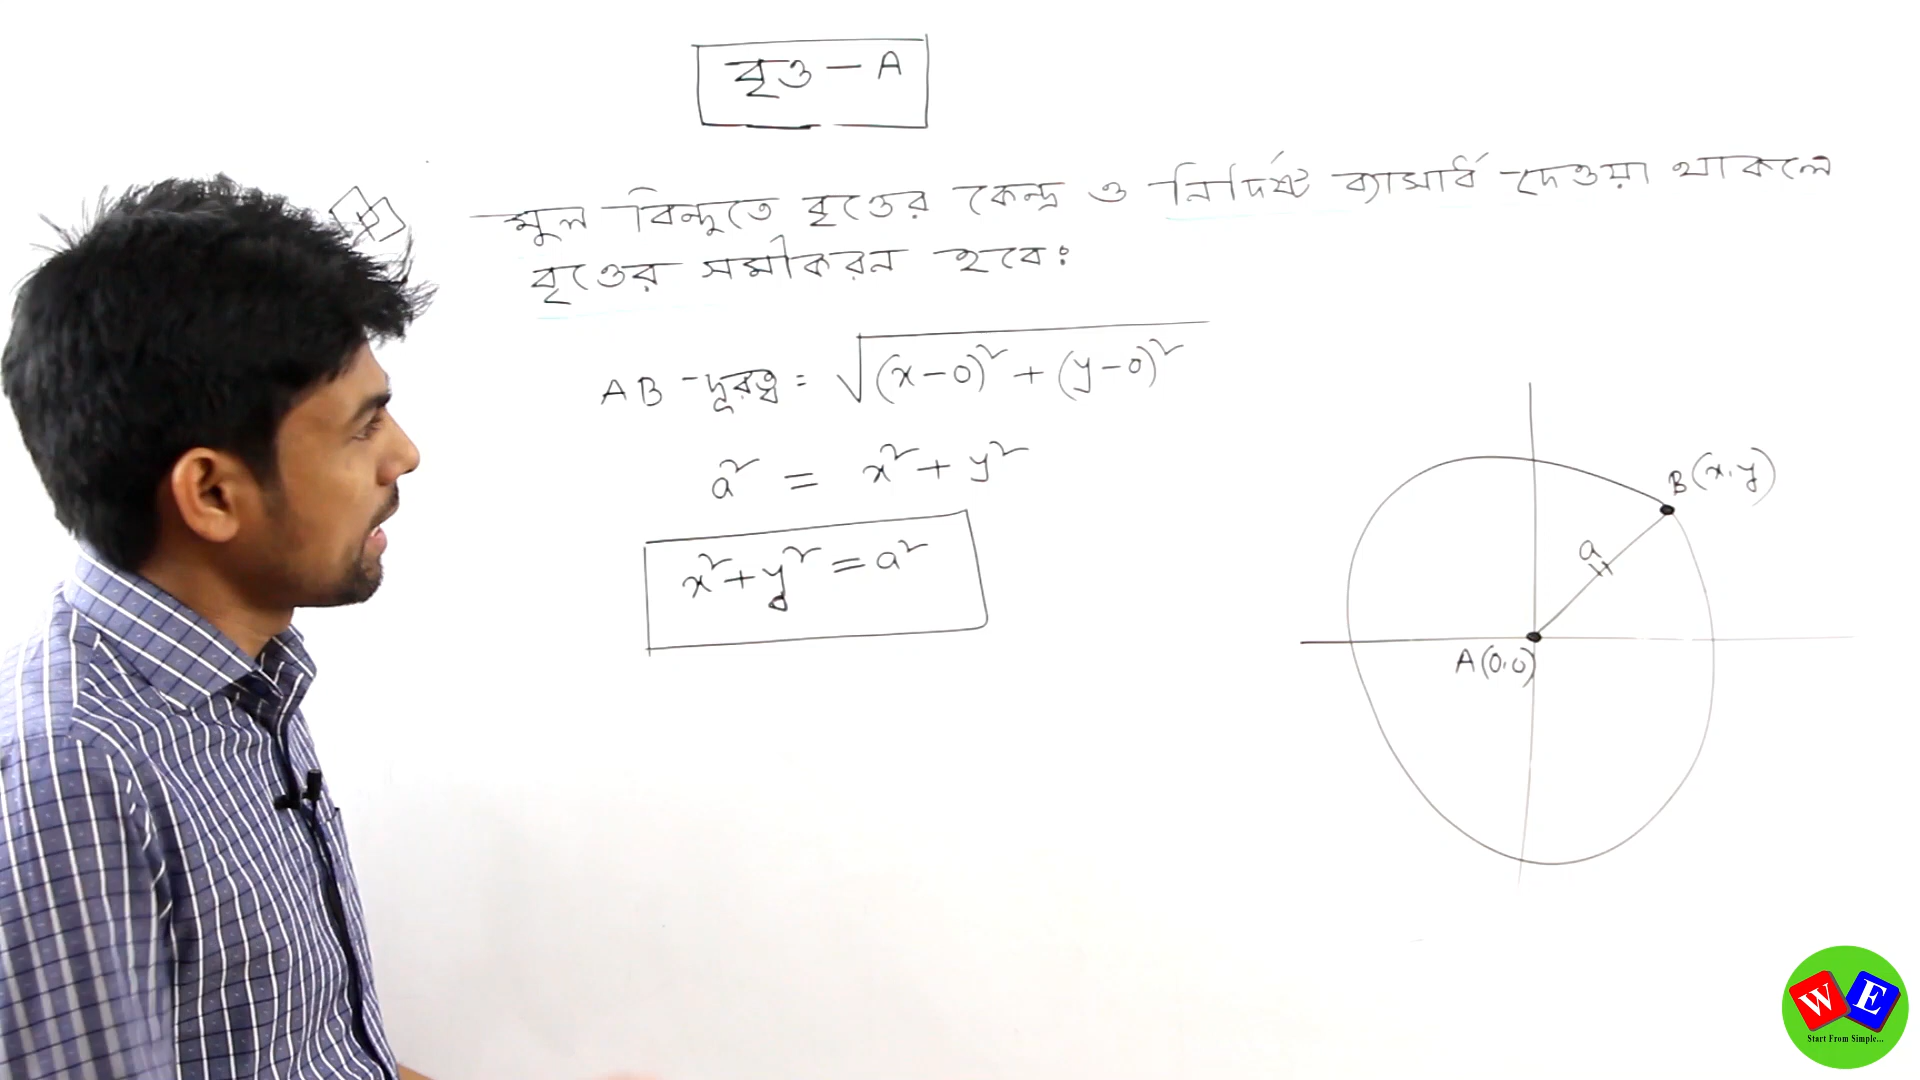 বৃত্ত - A
মুল বিন্দুতে বৃত্তের কেন্দ্র ও নির্দিষ্ট ব্যাসার্ধ দেওয়া থাকলে
বৃত্তের সমীকরন হবেঃ
AB - দূরত্ব = √(x-0)² + (y-0)²
a² = x² + y²
x² + y² = a²
B(x,y)
a
A(0,0)
W E
Start From Simple...